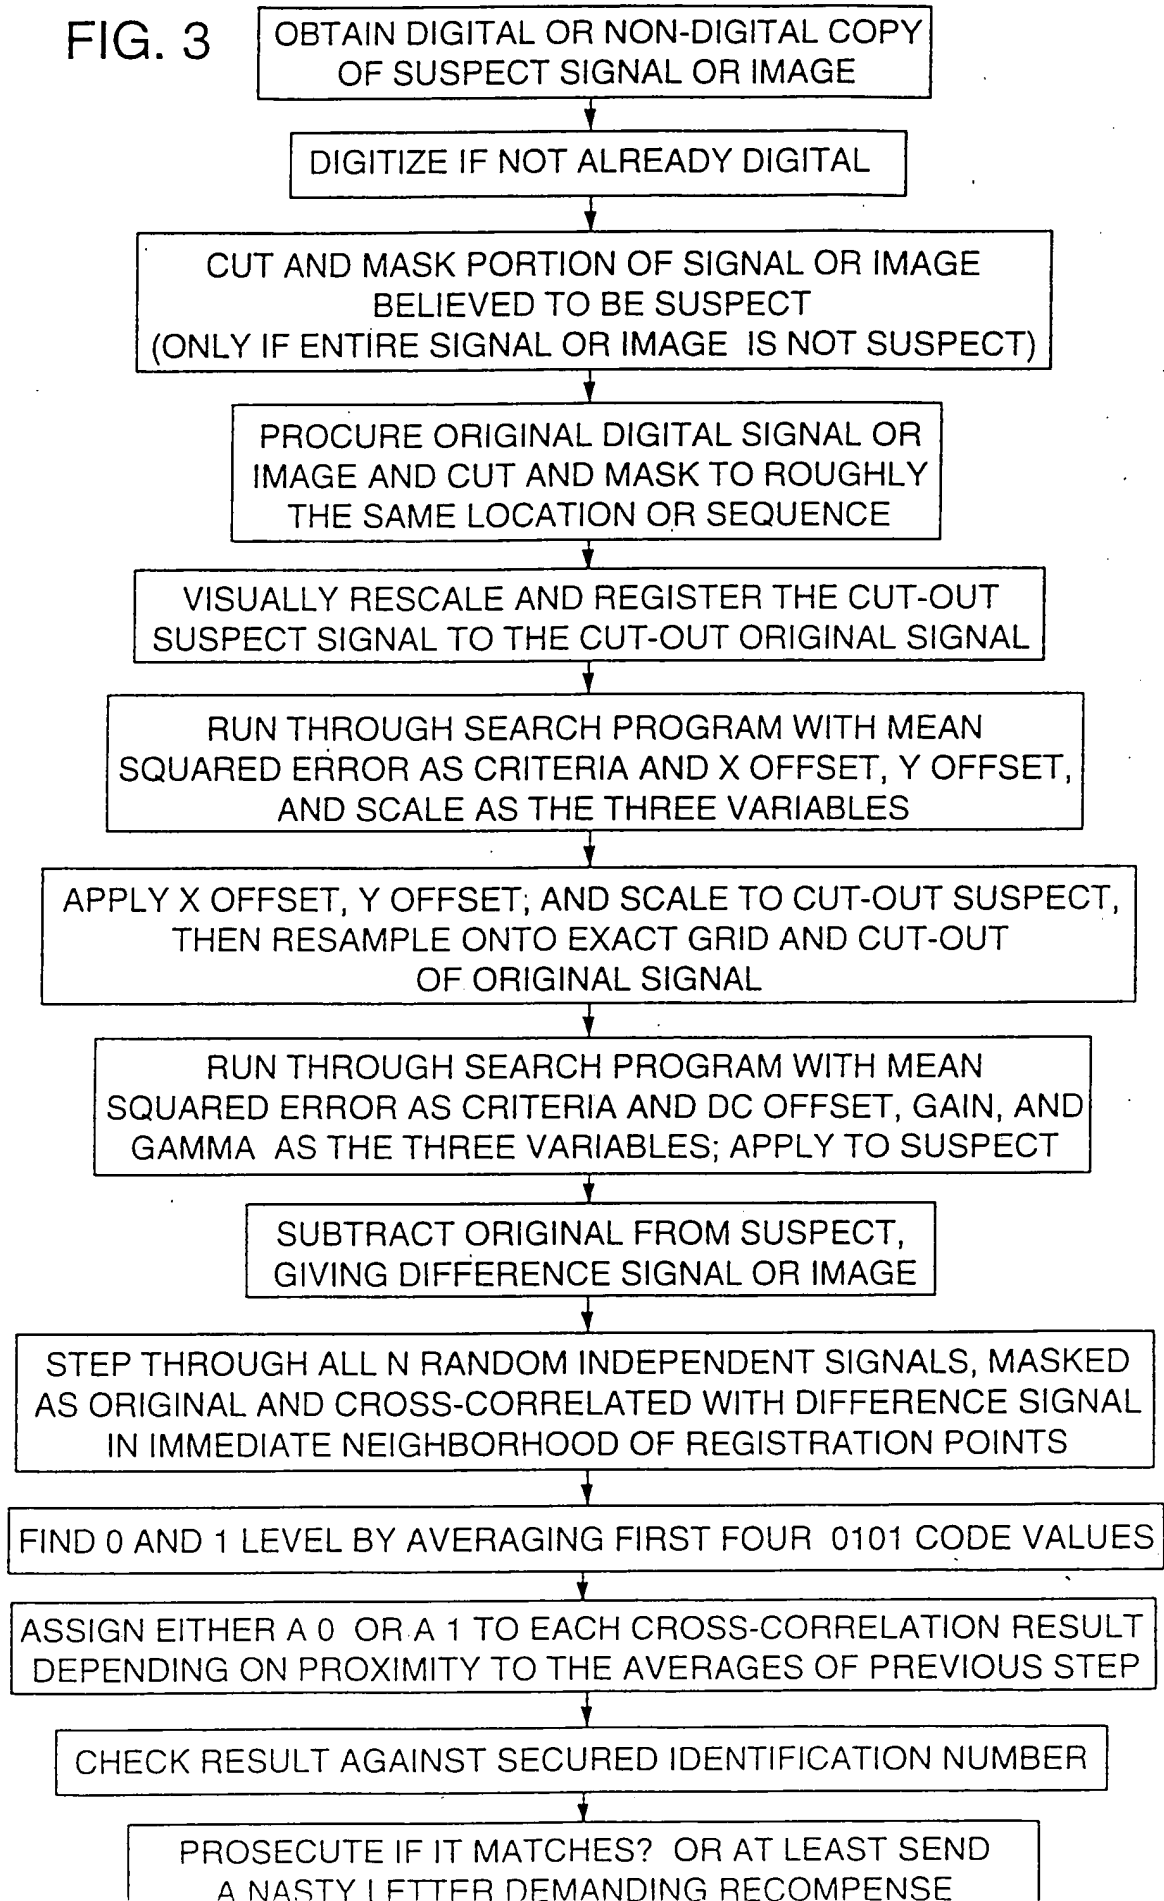 FIG. 3
OBTAIN DIGITAL OR NON-DIGITAL COPY
OF SUSPECT SIGNAL OR IMAGE
DIGITIZE IF NOT ALREADY DIGITAL
CUT AND MASK PORTION OF SIGNAL OR IMAGE
BELIEVED TO BE SUSPECT
(ONLY IF ENTIRE SIGNAL OR IMAGE IS NOT SUSPECT)
PROCURE ORIGINAL DIGITAL SIGNAL OR
IMAGE AND CUT AND MASK TO ROUGHLY
THE SAME LOCATION OR SEQUENCE
VISUALLY RESCALE AND REGISTER THE CUT-OUT
SUSPECT SIGNAL TO THE CUT-OUT ORIGINAL SIGNAL
RUN THROUGH SEARCH PROGRAM WITH MEAN
SQUARED ERROR AS CRITERIA AND X OFFSET, Y OFFSET,
AND SCALE AS THE THREE VARIABLES
APPLY X OFFSET, Y OFFSET; AND SCALE TO CUT-OUT SUSPECT,
THEN RESAMPLE ONTO EXACT GRID AND CUT-OUT
OF ORIGINAL SIGNAL
RUN THROUGH SEARCH PROGRAM WITH MEAN
SQUARED ERROR AS CRITERIA AND DC OFFSET, GAIN, AND
GAMMA AS THE THREE VARIABLES; APPLY TO SUSPECT
SUBTRACT ORIGINAL FROM SUSPECT,
GIVING DIFFERENCE SIGNAL OR IMAGE
STEP THROUGH ALL N RANDOM INDEPENDENT SIGNALS, MASKED
AS ORIGINAL AND CROSS-CORRELATED WITH DIFFERENCE SIGNAL
IN IMMEDIATE NEIGHBORHOOD OF REGISTRATION POINTS
FIND 0 AND 1 LEVEL BY AVERAGING FIRST FOUR 0101 CODE VALUES
ASSIGN EITHER A 0 OR A 1 TO EACH CROSS-CORRELATION RESULT
DEPENDING ON PROXIMITY TO THE AVERAGES OF PREVIOUS STEP
CHECK RESULT AGAINST SECURED IDENTIFICATION NUMBER
PROSECUTE IF IT MATCHES? OR AT LEAST SEND
A NASTY LETTER DEMANDING RECOMPENSE